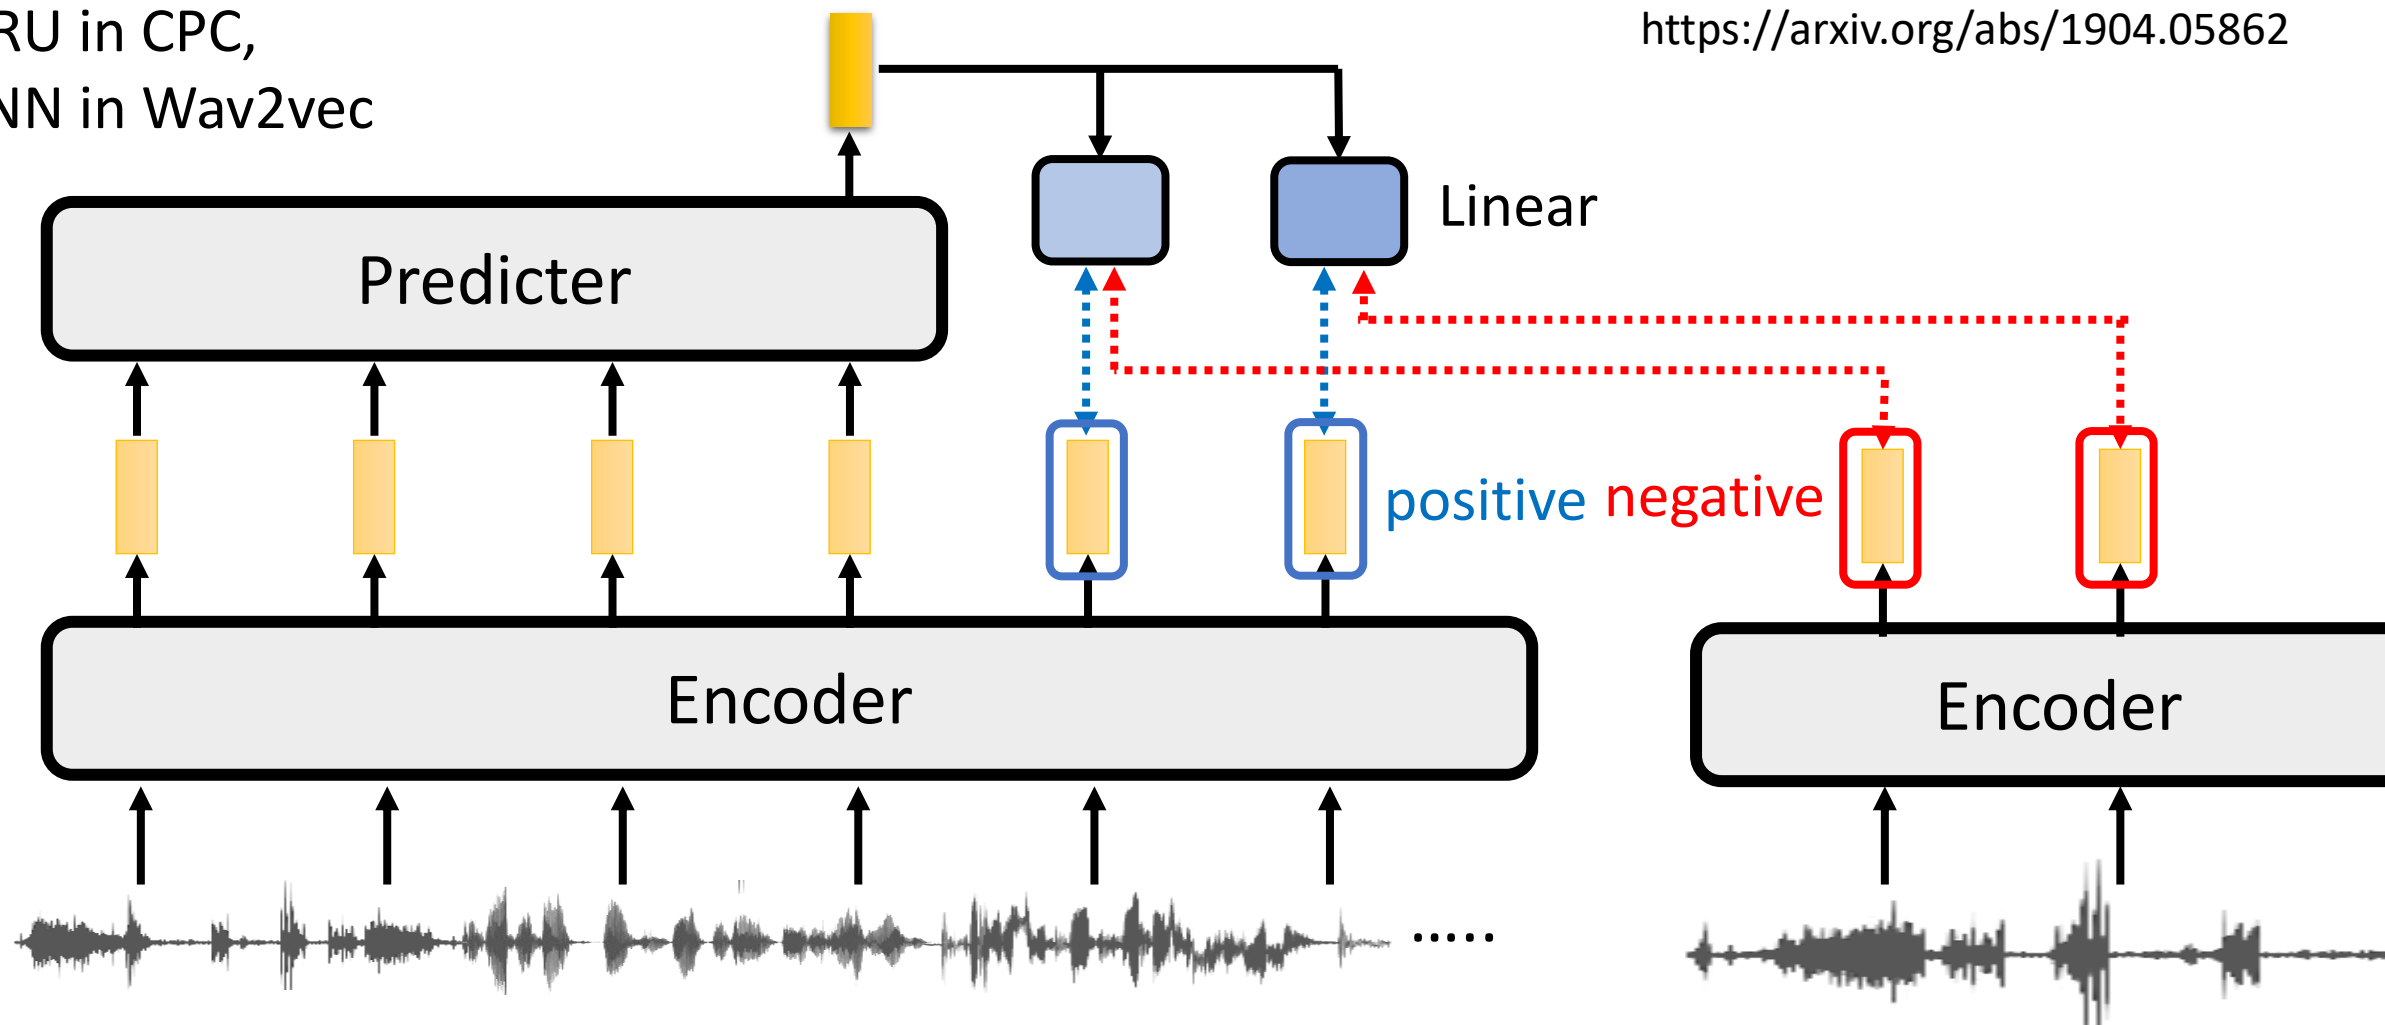 RU in CPC,
NN in Wav2vec
https://arxiv.org/abs/1904.05862
Linear
Predicter
positive negative
Encoder
Encoder
.....